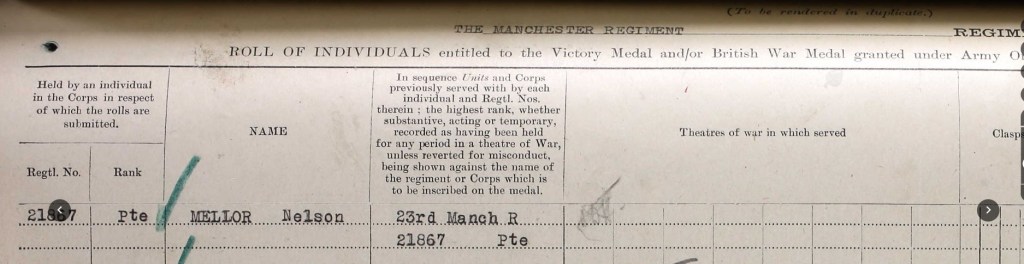 (To be rendered in duplicate.)
THE MANCHESTER REGIMENT
REGIM
ROLL OF INDIVIDUALS entitled to the Victory Medal and/or British War Medal granted under Army O
Held by an individual
in the Corps in respect
of which the rolls are
submitted.
Regtl. No.
Rank
NAME
In sequence Units and Corps
previously served with by each
individual and Regtl. Nos.
therein ; the highest rank, whether
substantive, acting or temporary,
recorded as having been held
for any period in a theatre of War,
unless reverted for misconduct,
being shown against the name of
the regiment or Corps which is
to be inscribed on the medal.
Theatres of war in which served
Clasp
Pte MELLOR Nelson 23rd Manch R
21867 Pte